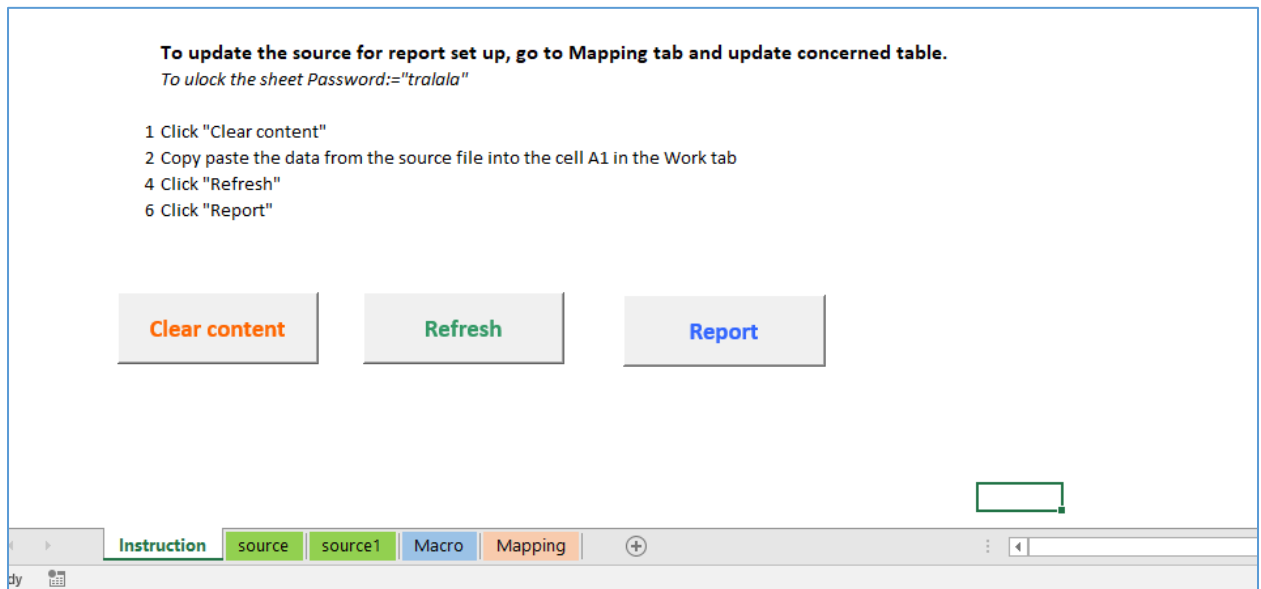 To update the source for report set up, go to Mapping tab and update concerned table.
To ulock the sheet Password:="tralala"
1 Click "Clear content"
2 Copy paste the data from the source file into the cell A1 in the Work tab
4 Click "Refresh"
6 Click "Report"
Clear content Refresh Report
Instruction source source1 Macro Mapping
dy